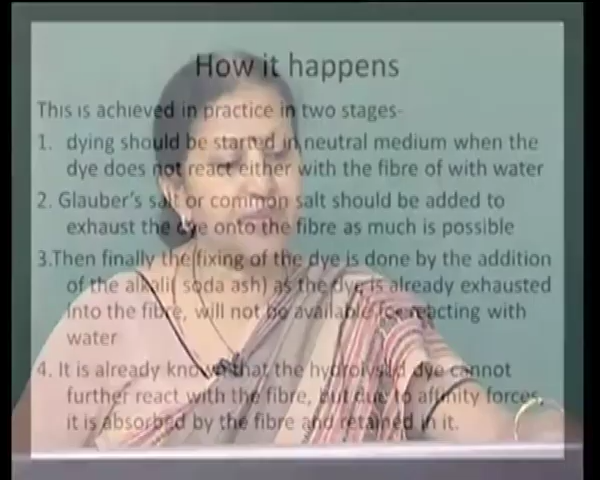 How it happens
This is achieved in practice in two stages-
1. dying should be started in neutral medium when the
dye does not react either with the fibre of with water
2. Glauber's salt or common salt should be added to
exhaust the dye onto the fibre as much is possible
3.Then finally the fixing of the dye is done by the addition
of the alkali( soda ash) as the dye is already exhausted
into the fibre, will not be available for reacting with
water
4. It is already known that the hydrolysed dye cannot
further react with the fibre, but due to affinity forces,
it is absorbed by the fibre and retained in it.